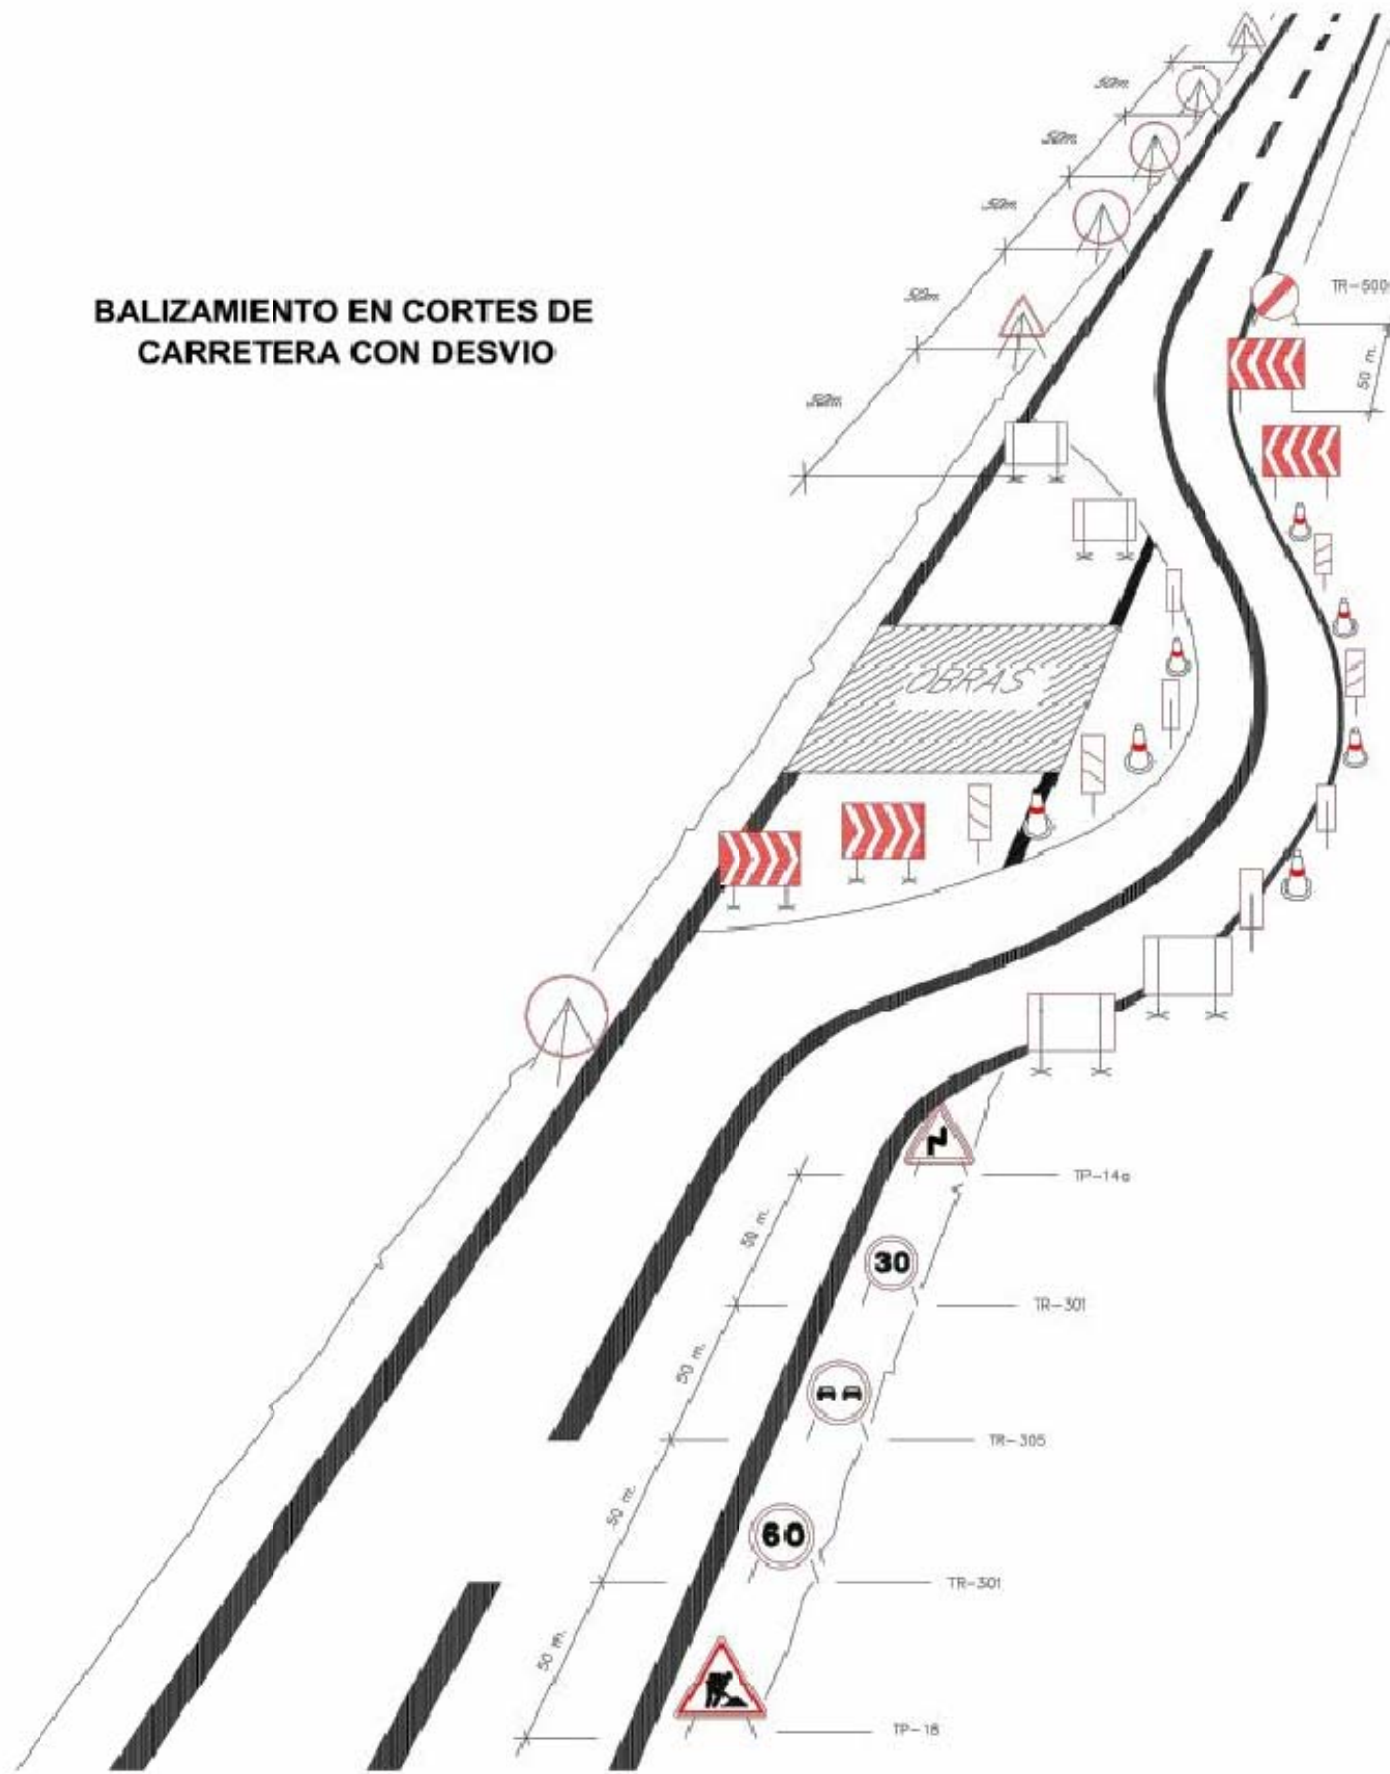 50m.
50m.
50m.
50m.
50m.
TR-500
BALIZAMIENTO EN CORTES DE
CARRETERA CON DESVIO
50 m.
OBRAS
TP-14a
50 m.
30
TR-301
50 m.
TR-305
50 m.
60
TR-301
50 m.
TP-18